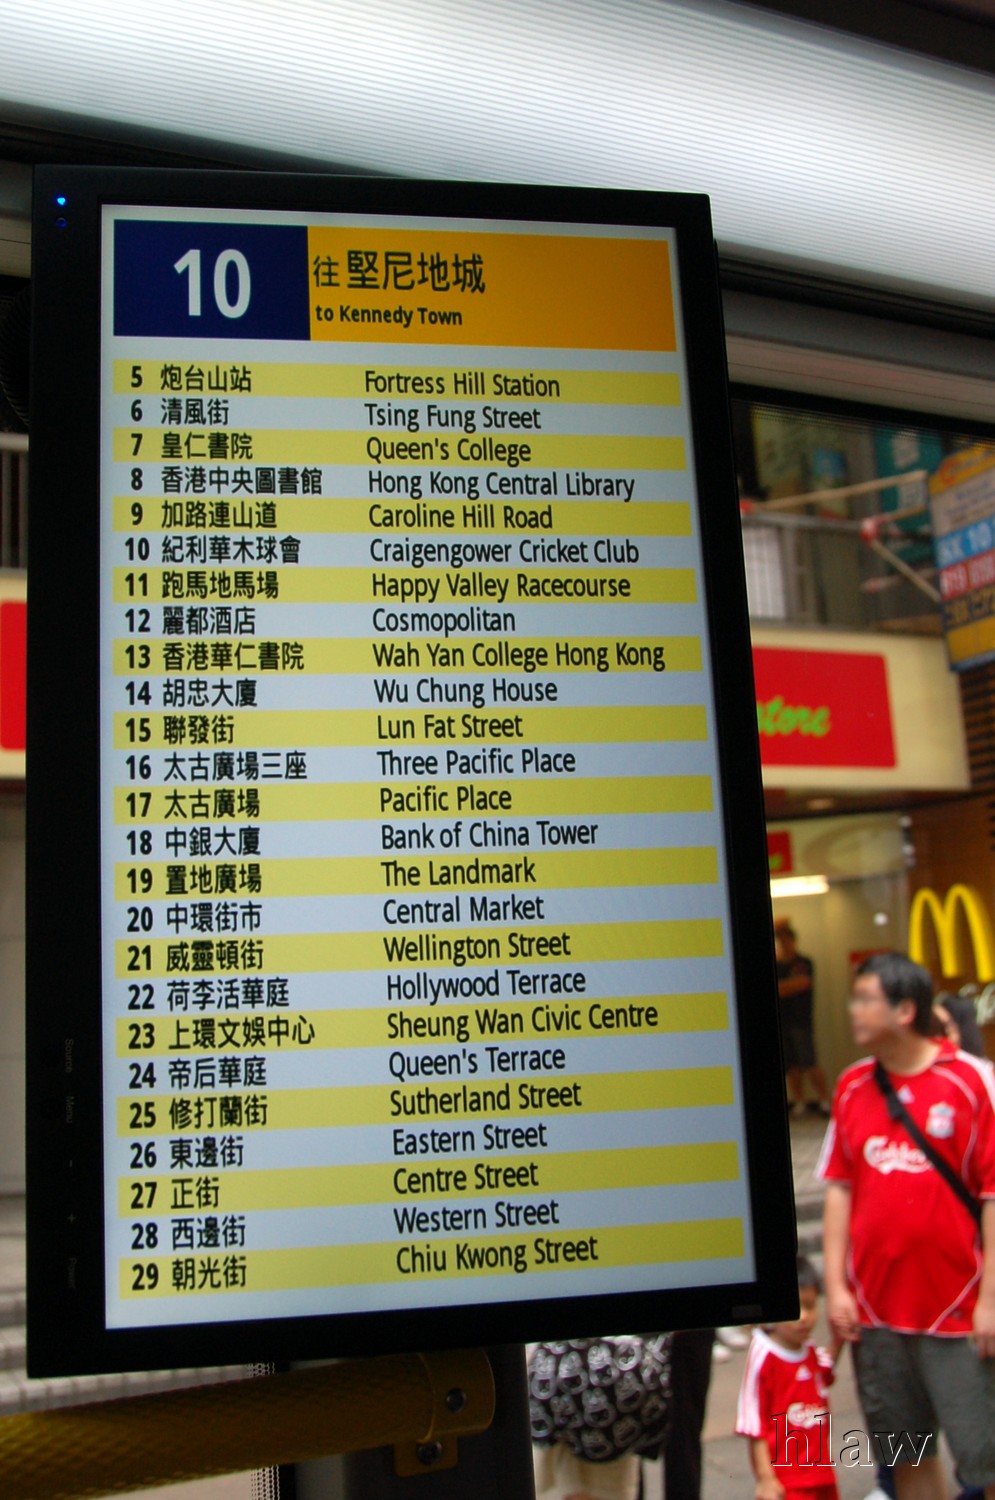 10 往 堅尼地城
to Kennedy Town
5 炮台山站 Fortress Hill Station
6 清風街 Tsing Fung Street
7 皇仁書院 Queen's College
8 香港中央圖書館 Hong Kong Central Library
9 加路連山道 Caroline Hill Road
10 紀利華木球會 Craigengower Cricket Club
11 跑馬地馬場 Happy Valley Racecourse
12 麗都酒店 Cosmopolitan
13 香港華仁書院 Wah Yan College Hong Kong
14 胡忠大廈 Wu Chung House
15 聯發街 Lun Fat Street
16 太古廣場三座 Three Pacific Place
17 太古廣場 Pacific Place
18 中銀大廈 Bank of China Tower
19 置地廣場 The Landmark
20 中環街市 Central Market
21 威靈頓街 Wellington Street
22 荷李活華庭 Hollywood Terrace
23 上環文娛中心 Sheung Wan Civic Centre
24 帝后華庭 Queen's Terrace
25 修打蘭街 Sutherland Street
26 東邊街 Eastern Street
27 正街 Centre Street
28 西邊街 Western Street
29 朝光街 Chiu Kwong Street
Source Menu - + Power
Carlsberg
hlaw